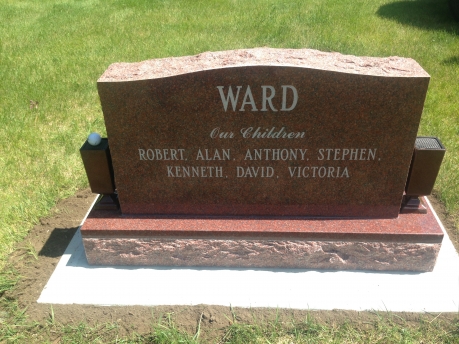 WARD
Our Children
ROBERT, ALAN, ANTHONY, STEPHEN,
KENNETH, DAVID, VICTORIA